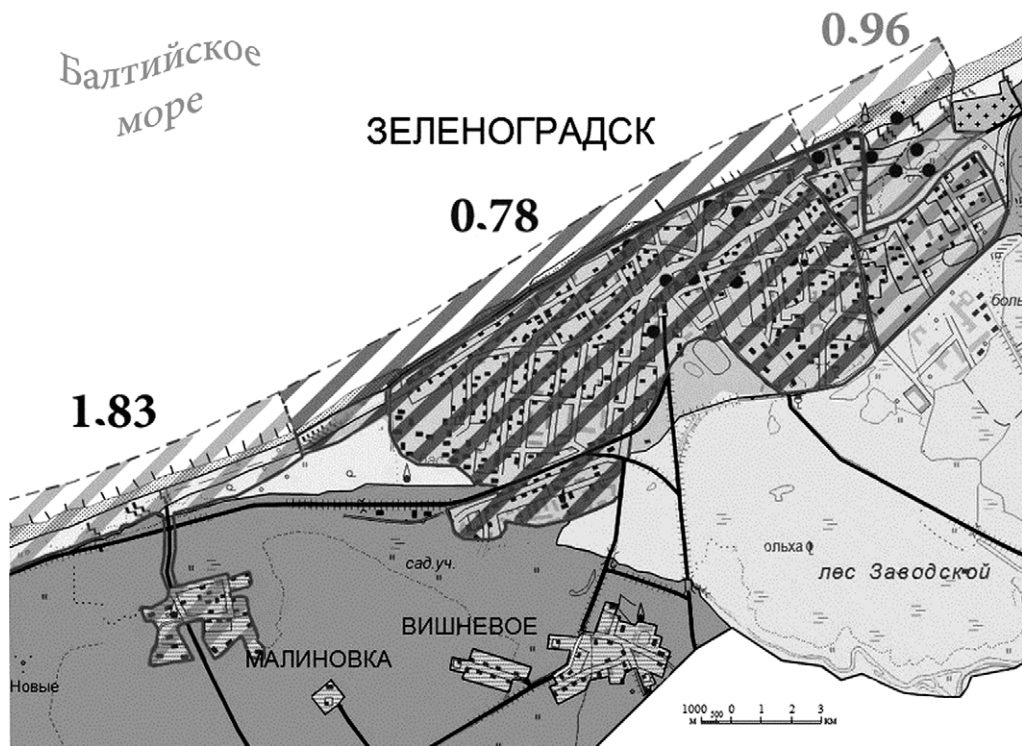 0.96
Балтийское
море
ЗЕЛЕНОГРАДСК
0.78
боль
1.83
ольха
лес Заводской
сад.уч.
ВИШНЕВОЕ
МАЛИНОВКА
Новые
1000 500 0 1 2 3
м км